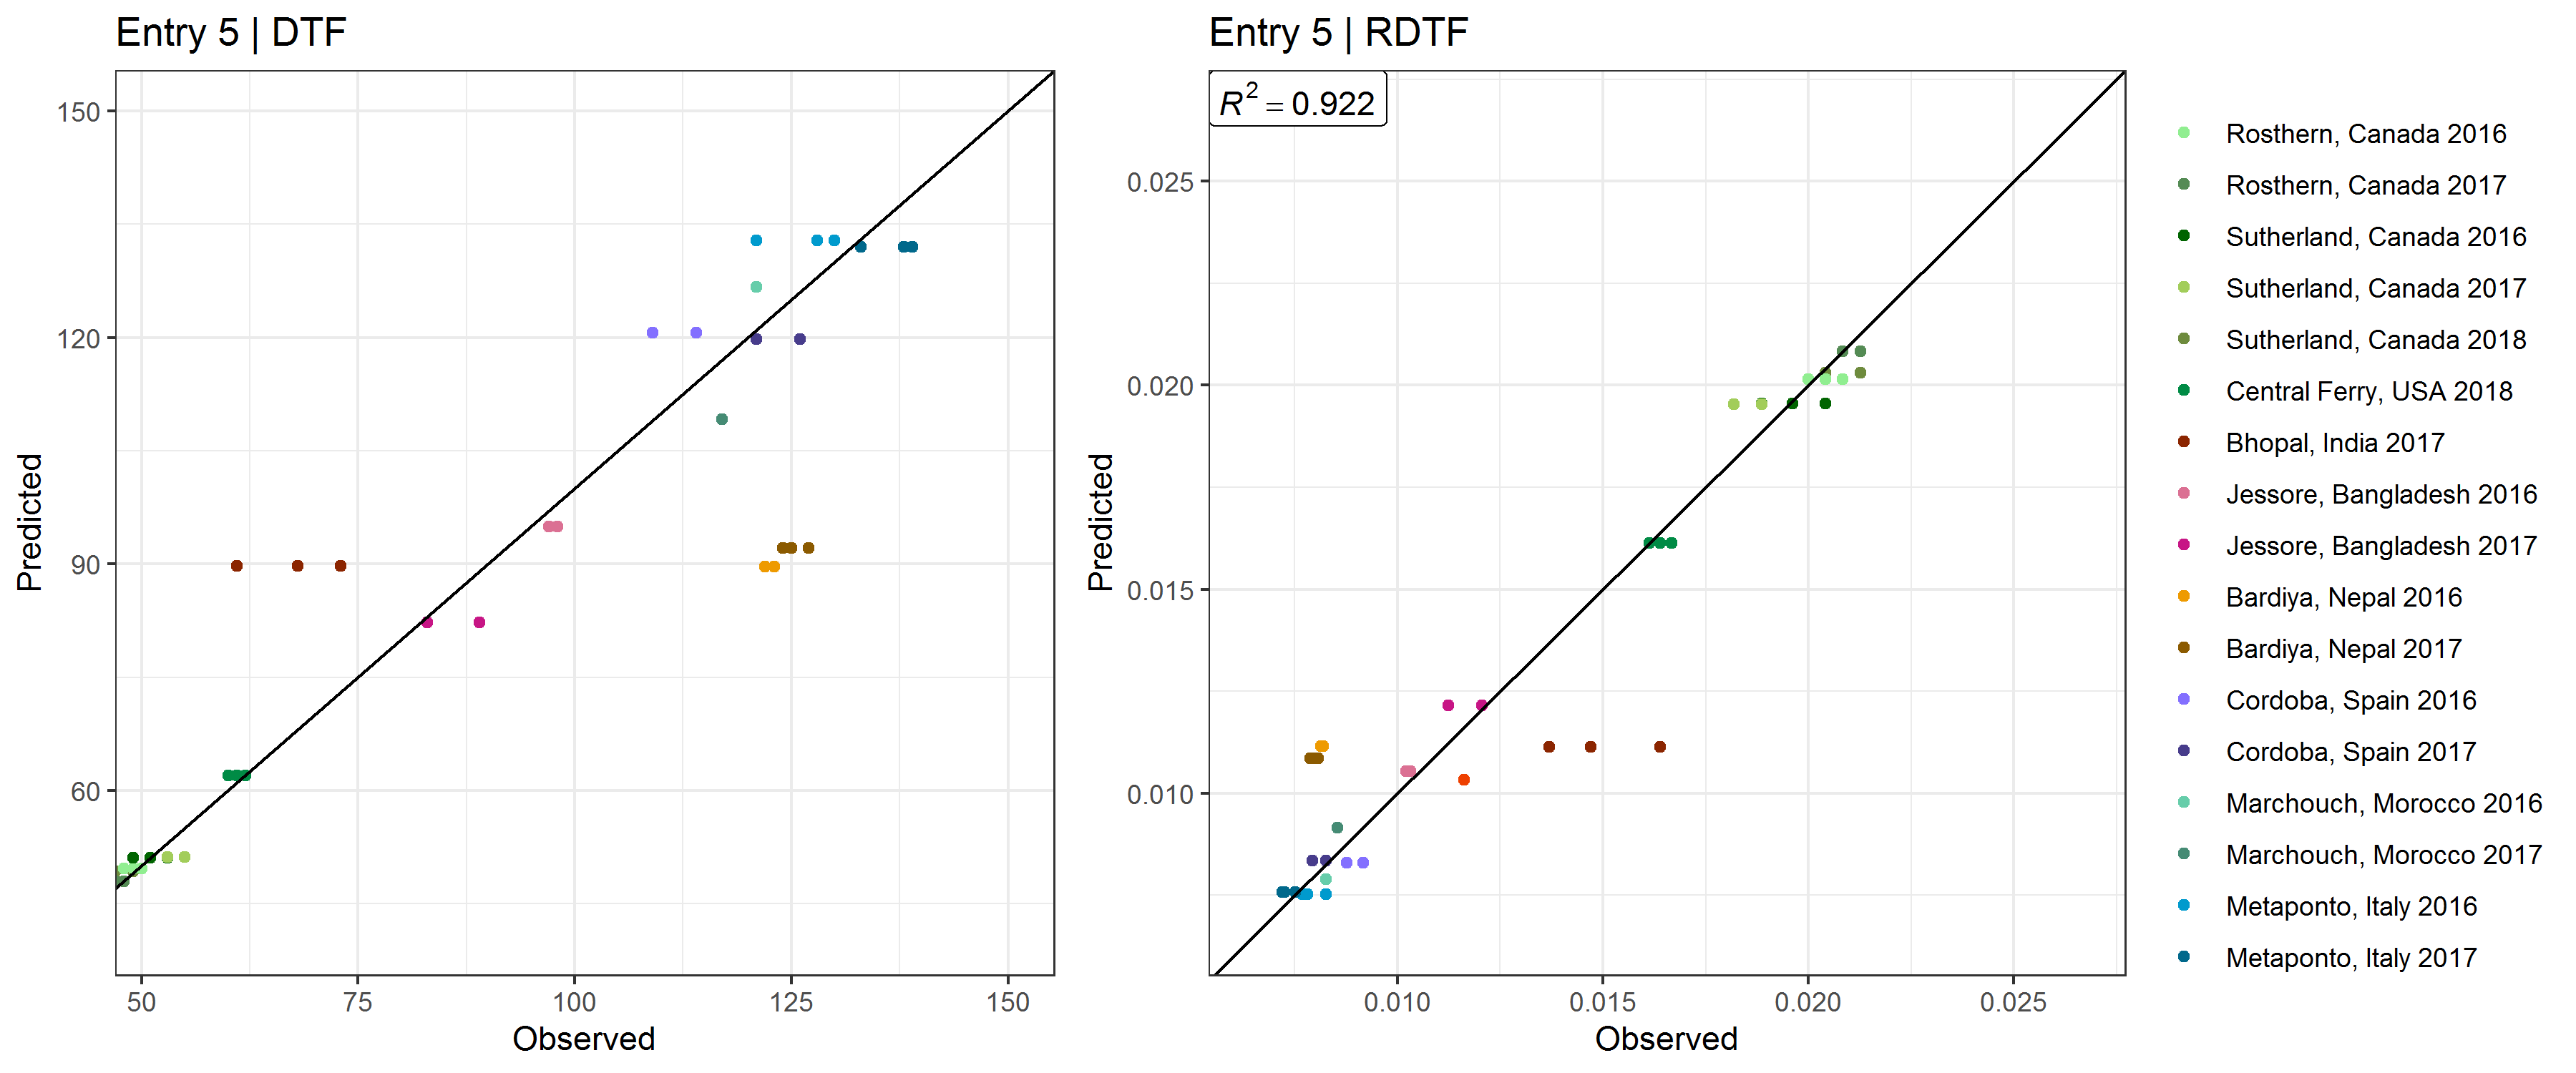 Entry 5 | DTF
150
120
90
60
Predicted
50 75 100 125 150
Observed
Entry 5 | RDTF
R² = 0.922
0.025
0.020
0.015
0.010
Predicted
0.010 0.015 0.020 0.025
Observed
Rosthern, Canada 2016
Rosthern, Canada 2017
Sutherland, Canada 2016
Sutherland, Canada 2017
Sutherland, Canada 2018
Central Ferry, USA 2018
Bhopal, India 2017
Jessore, Bangladesh 2016
Jessore, Bangladesh 2017
Bardiya, Nepal 2016
Bardiya, Nepal 2017
Cordoba, Spain 2016
Cordoba, Spain 2017
Marchouch, Morocco 2016
Marchouch, Morocco 2017
Metaponto, Italy 2016
Metaponto, Italy 2017